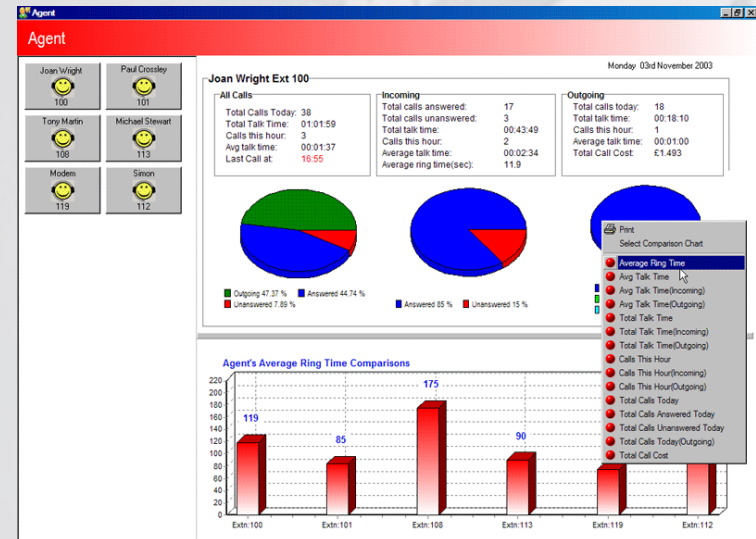 Agent
Agent
Joan Wright
100
Paul Crossley
101
Tony Martin
108
Michael Stewart
113
Modem
119
Simon
112
Monday 03rd November 2003
Joan Wright Ext 100
All Calls
Total Calls Today: 38
Total Talk Time: 01:01:59
Calls this hour: 3
Avg talk time: 00:01:37
Last Call at: 16:55
Incoming
Total calls answered: 17
Total calls unanswered: 3
Total talk time: 00:43:49
Calls this hour: 2
Average talk time: 00:02:34
Average ring time(sec): 11.9
Outgoing
Total calls today: 18
Total talk time: 00:18:10
Calls this hour: 1
Average talk time: 00:01:00
Total Call Cost: £1.493
Outgoing 47.37 % Answered 44.74 %
Unanswered 7.89 %
Answered 85 % Unanswered 15 %
Print
Select Comparison Chart
Average Ring Time
Avg Talk Time
Avg Talk Time(Incoming)
Avg Talk Time(Outgoing)
Total Talk Time
Total Talk Time(Incoming)
Total Talk Time(Outgoing)
Calls This Hour
Calls This Hour(Incoming)
Calls This Hour(Outgoing)
Total Calls Today
Total Calls Answered Today
Total Calls Unanswered Today
Total Calls Today(Outgoing)
Total Call Cost
Agent's Average Ring Time Comparisons
220
200
180
160
140
120
100
80
60
40
20
0
119
85
175
90
Extn:100 Extn:101 Extn:108 Extn:113 Extn:119 Extn:112